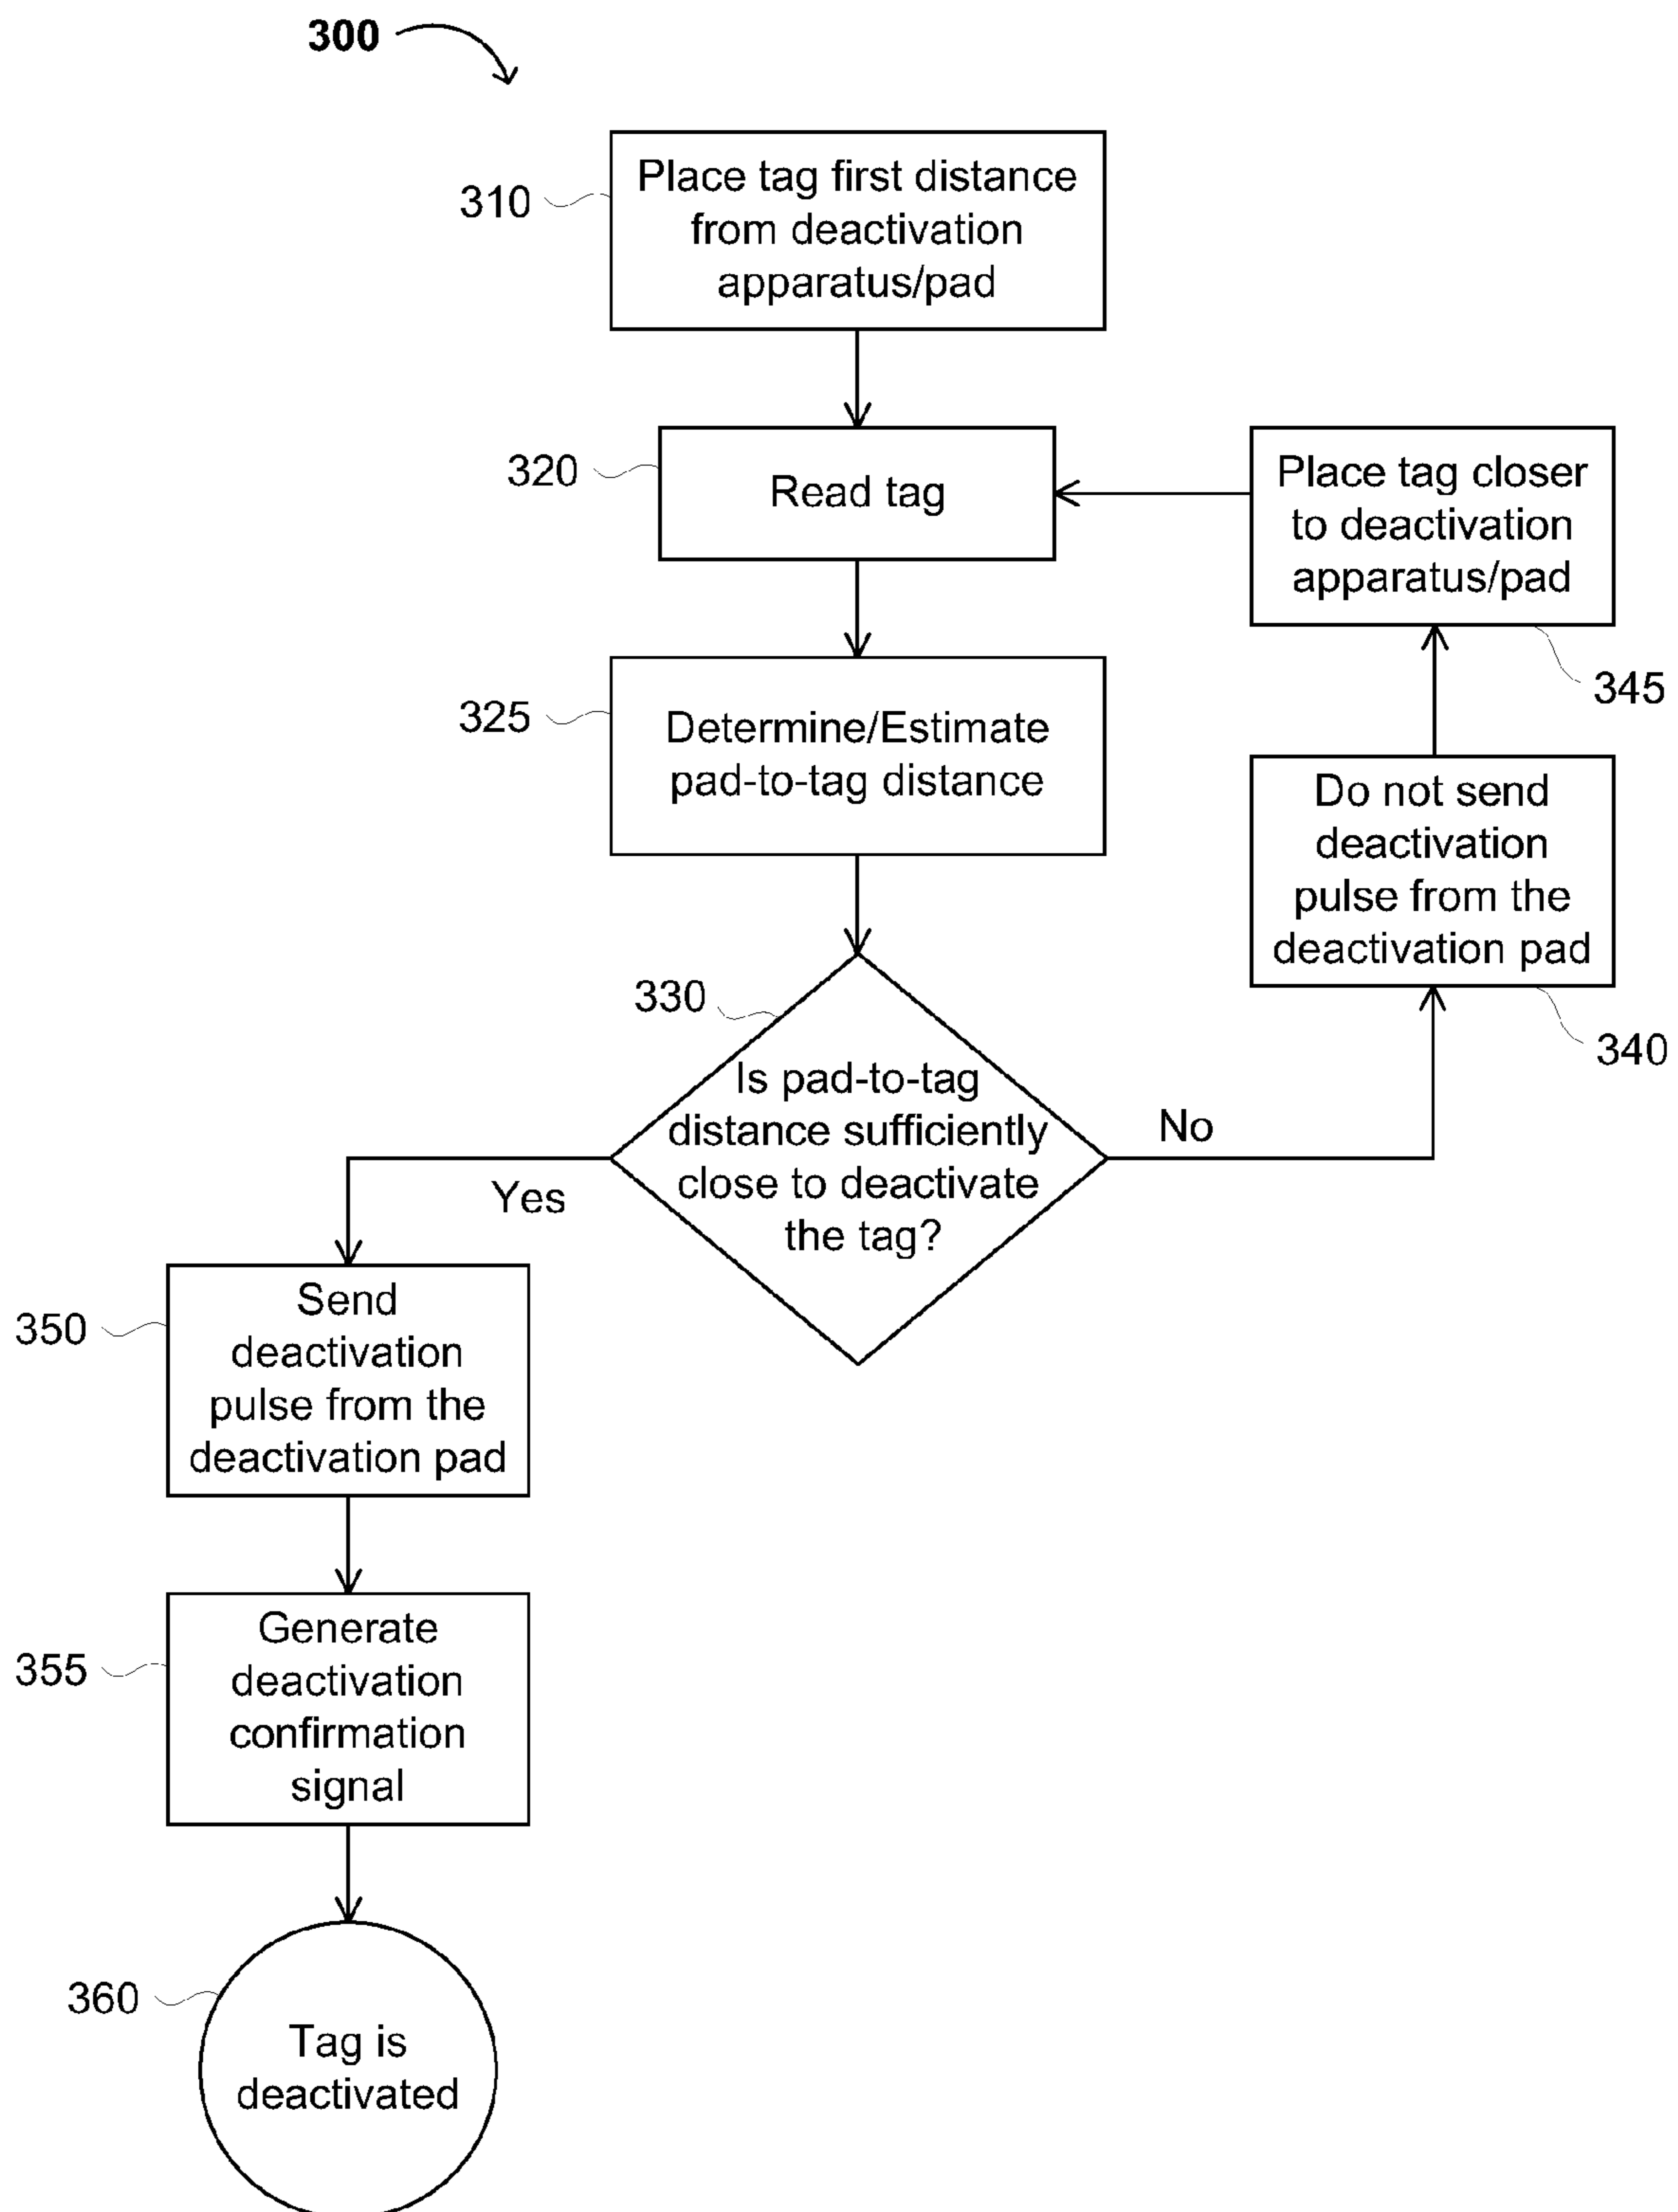 300
310
Place tag first distance
from deactivation
apparatus/pad
320
Read tag
Place tag closer
to deactivation
apparatus/pad
345
325
Determine/Estimate
pad-to-tag distance
Do not send
deactivation
pulse from the
deactivation pad
340
330
Is pad-to-tag
distance sufficiently
close to deactivate
the tag?
No
Yes
350
Send
deactivation
pulse from the
deactivation pad
355
Generate
deactivation
confirmation
signal
360
Tag is
deactivated